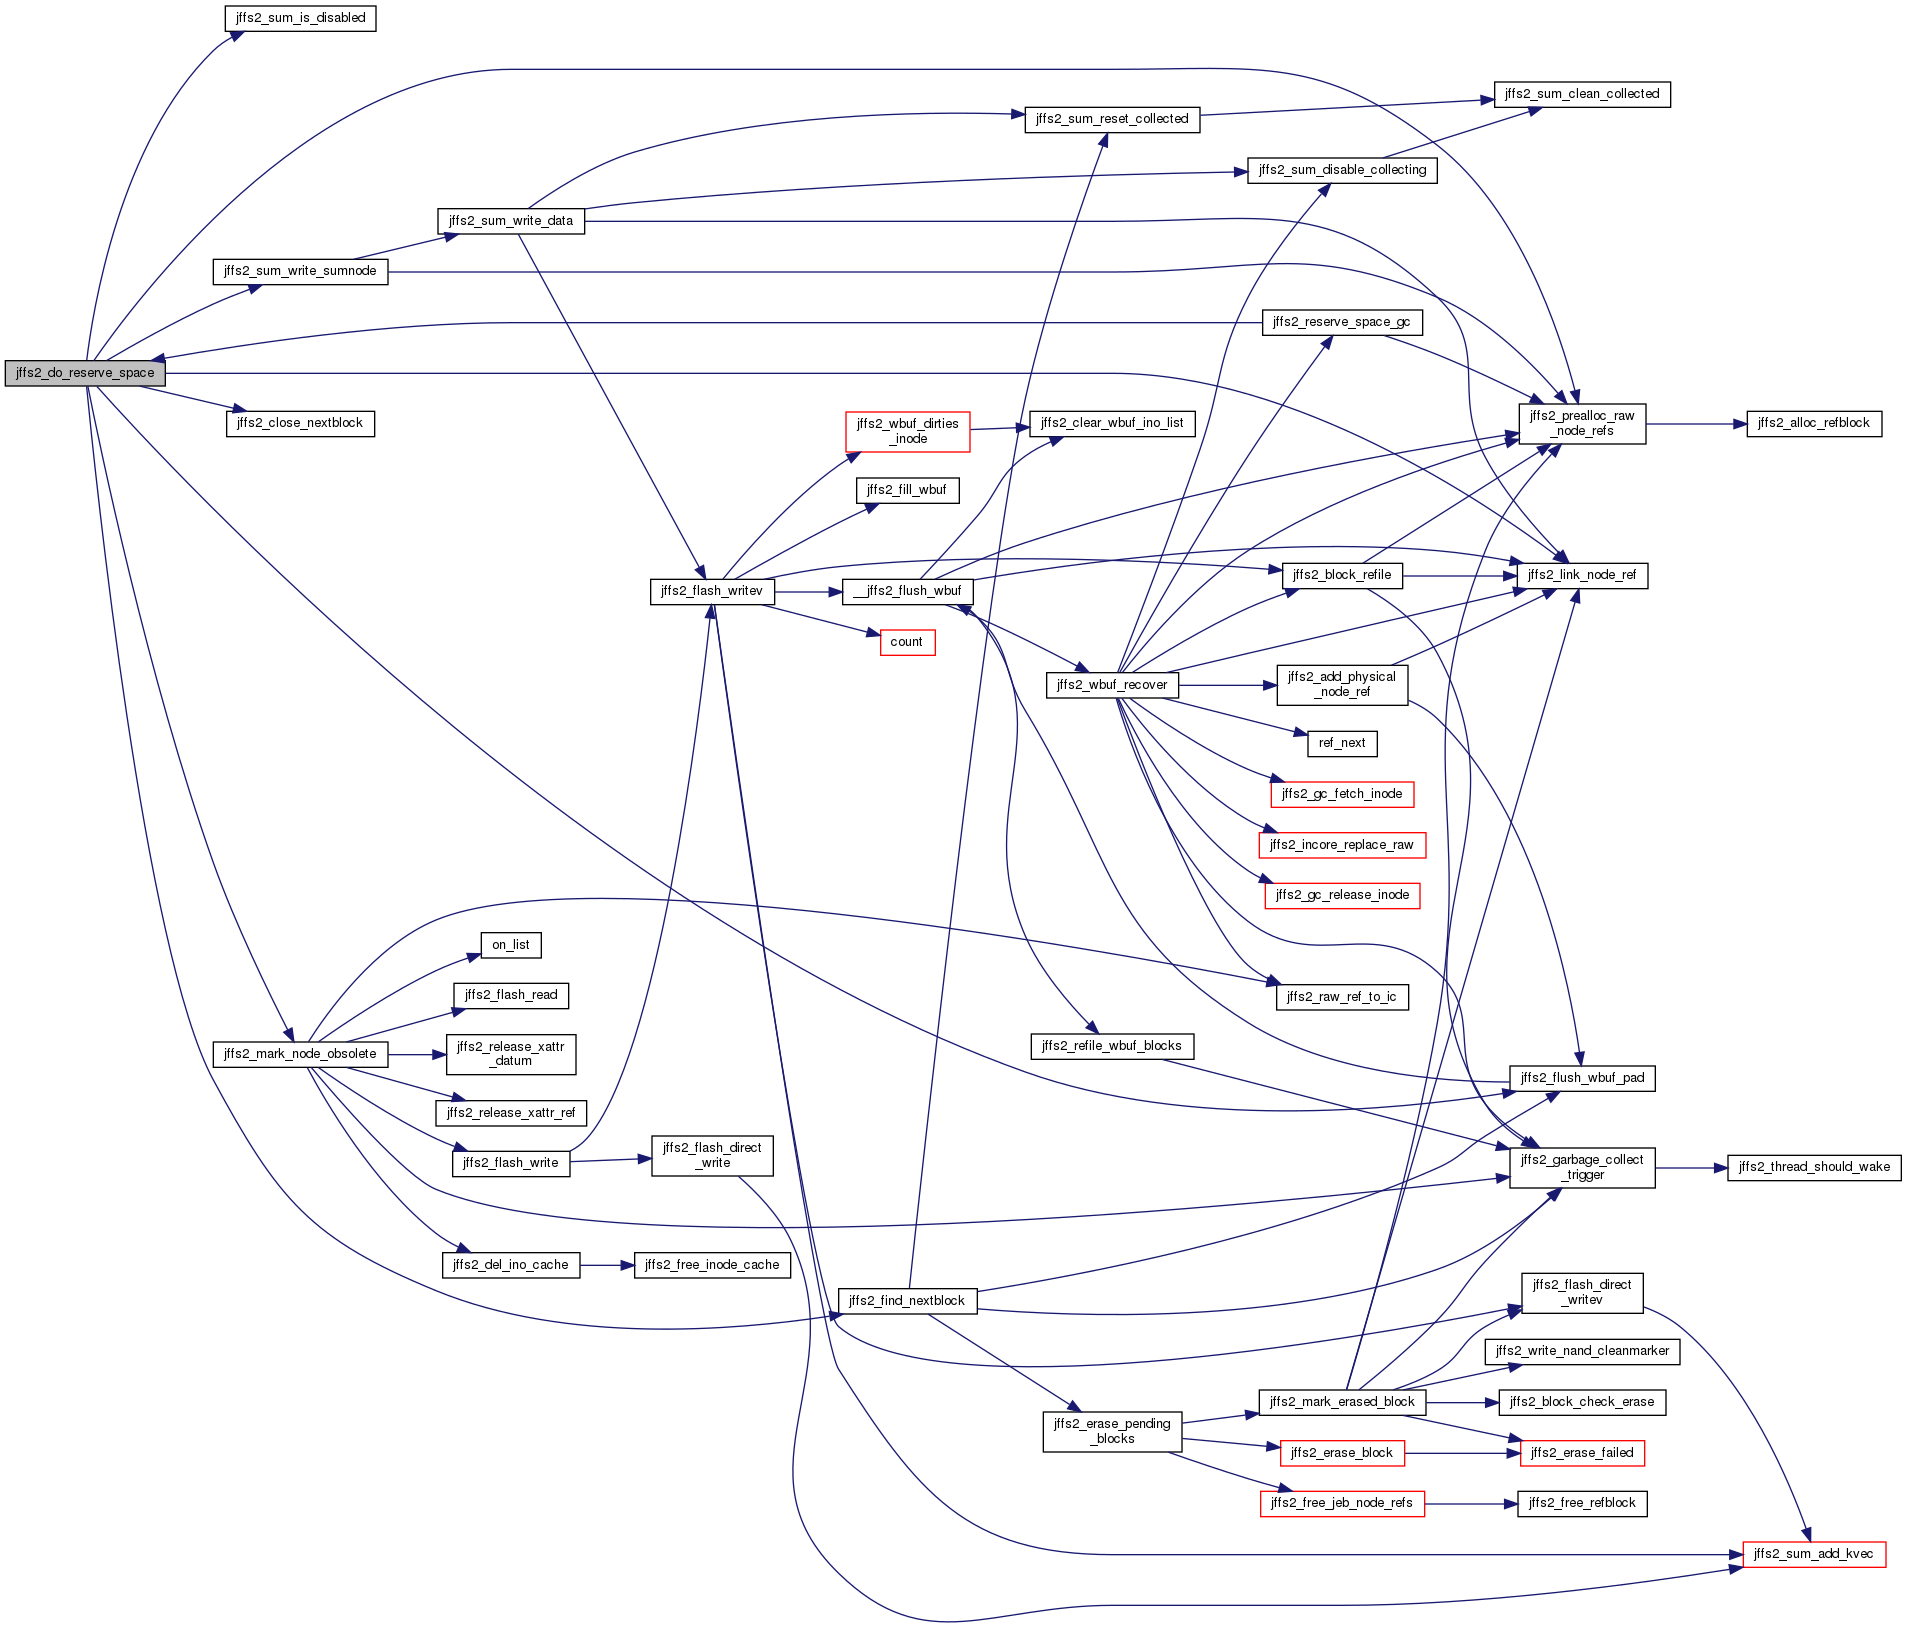 jffs2_sum_is_disabled
jffs2_sum_clean_collected
jffs2_sum_reset_collected
jffs2_sum_disable_collecting
jffs2_sum_write_data
jffs2_sum_write_sumnode
jffs2_reserve_space_gc
jffs2_do_reserve_space
jffs2_close_nextblock
jffs2_wbuf_dirties
_inode
jffs2_clear_wbuf_ino_list
jffs2_prealloc_raw
_node_refs
jffs2_alloc_refblock
jffs2_fill_wbuf
jffs2_flash_writev
__jffs2_flush_wbuf
jffs2_block_refile
jffs2_link_node_ref
count
jffs2_wbuf_recover
jffs2_add_physical
_node_ref
ref_next
jffs2_gc_fetch_inode
jffs2_incore_replace_raw
jffs2_gc_release_inode
on_list
jffs2_flash_read
jffs2_raw_ref_to_ic
jffs2_mark_node_obsolete
jffs2_release_xattr
_datum
jffs2_refile_wbuf_blocks
jffs2_flush_wbuf_pad
jffs2_release_xattr_ref
jffs2_flash_write
jffs2_flash_direct
_write
jffs2_garbage_collect
_trigger
jffs2_thread_should_wake
jffs2_del_ino_cache
jffs2_free_inode_cache
jffs2_find_nextblock
jffs2_flash_direct
_writev
jffs2_write_nand_cleanmarker
jffs2_mark_erased_block
jffs2_block_check_erase
jffs2_erase_pending
_blocks
jffs2_erase_block
jffs2_erase_failed
jffs2_free_jeb_node_refs
jffs2_free_refblock
jffs2_sum_add_kvec